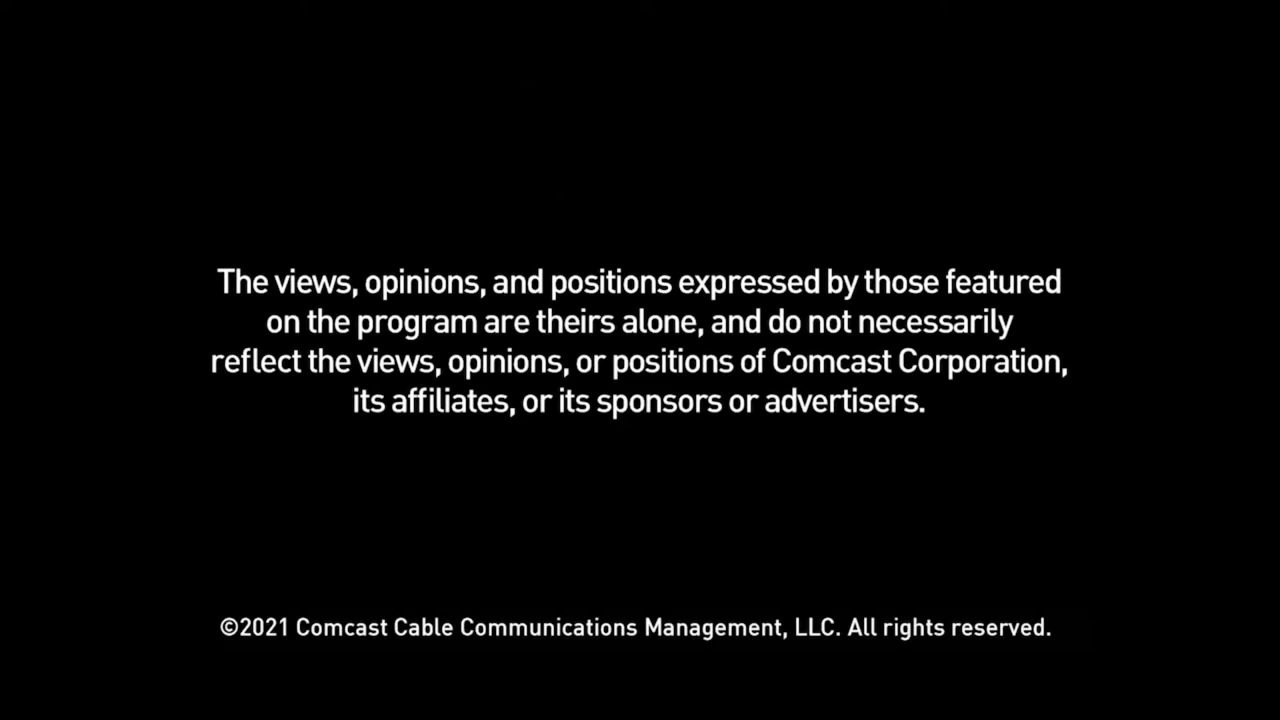 The views, opinions, and positions expressed by those featured
on the program are theirs alone, and do not necessarily
reflect the views, opinions, or positions of Comcast Corporation,
its affiliates, or its sponsors or advertisers.
©2021 Comcast Cable Communications Management, LLC. All rights reserved.